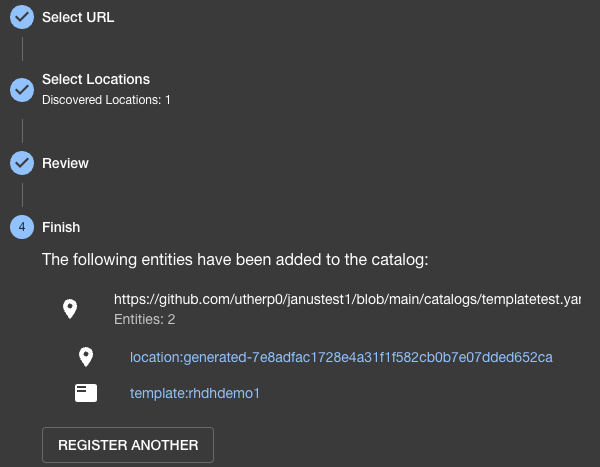 Select URL
Select Locations
Discovered Locations: 1
Review
4 Finish
The following entities have been added to the catalog:
https://github.com/utherp0/janustest1/blob/main/catalogs/templatetest.yar
Entities: 2
location:generated-7e8adfac1728e4a31f1f582cb0b7e07dded652ca
template:rhdhdemo1
REGISTER ANOTHER